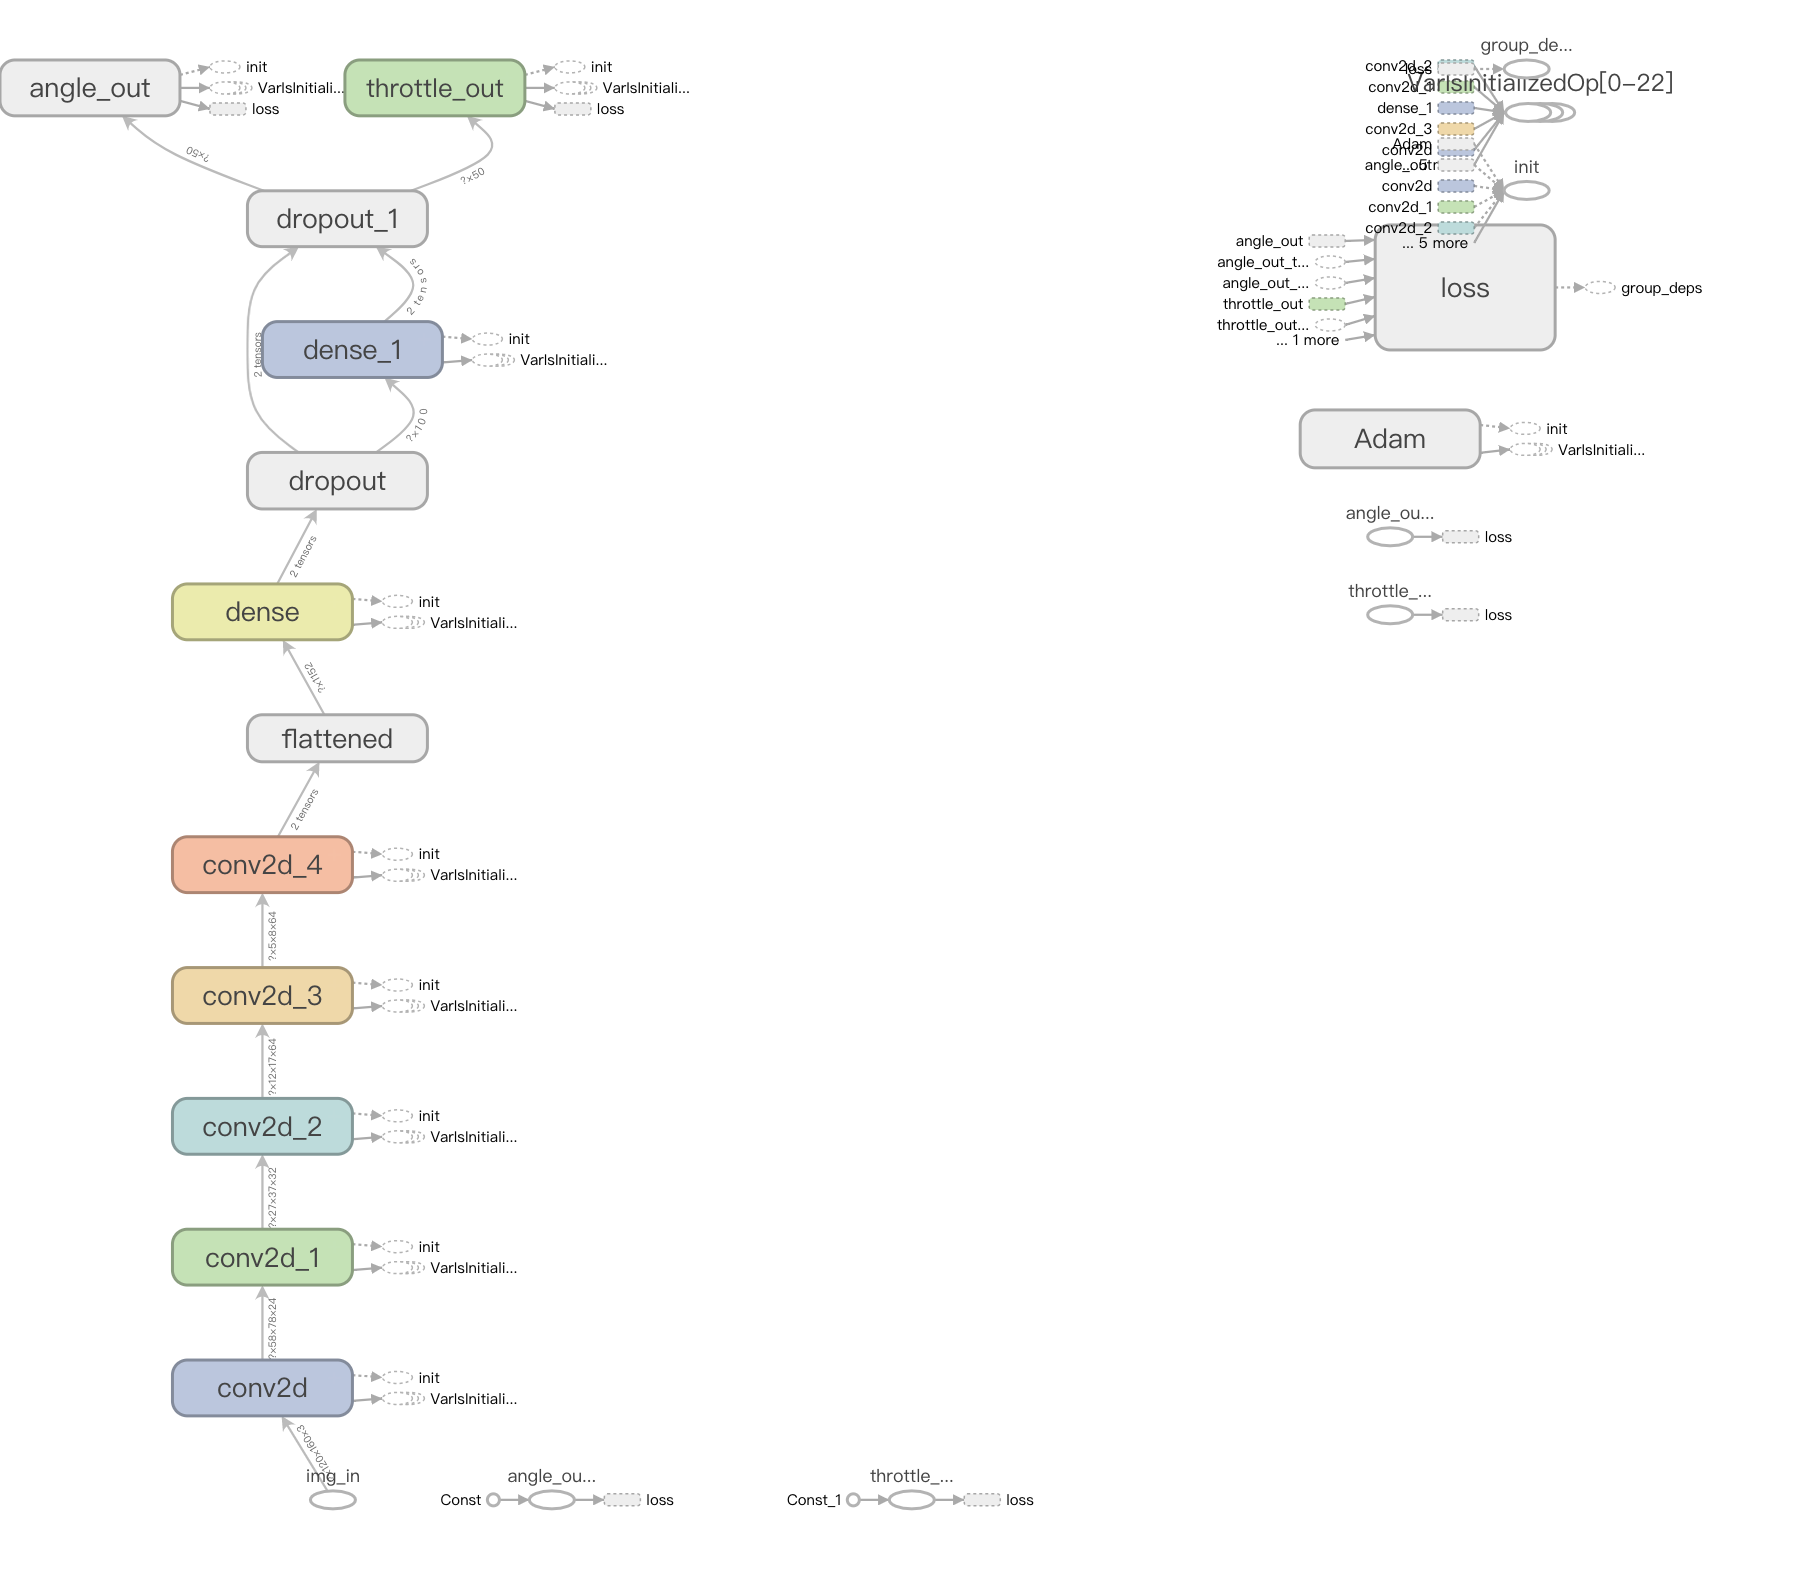 angle_out
init
VarIsInitiali...
loss
throttle_out
init
VarIsInitiali...
loss
?×50
?×50
dropout_1
2 tensors
2 tensors
dense_1
init
VarIsInitiali...
?×100
dropout
2 tensors
dense
init
VarIsInitiali...
?×1152
flattened
2 tensors
conv2d_4
init
VarIsInitiali...
?×5×8×64
conv2d_3
init
VarIsInitiali...
?×12×17×64
conv2d_2
init
VarIsInitiali...
?×27×37×32
conv2d_1
init
VarIsInitiali...
?×58×78×24
conv2d
init
VarIsInitiali...
?×120×160×3
img_in
angle_ou...
Const
loss
throttle_...
Const_1
loss
group_de...
conv2d_2
loss
VarIsInitializedOp[0-22]
conv2d_1
dense_1
conv2d_3
Adam
conv2d
angle_out
init
conv2d
conv2d_1
conv2d_2
... 5 more
angle_out
angle_out_t...
angle_out_...
throttle_out
throttle_out...
... 1 more
loss
group_deps
Adam
init
VarIsInitiali...
angle_ou...
loss
throttle_...
loss